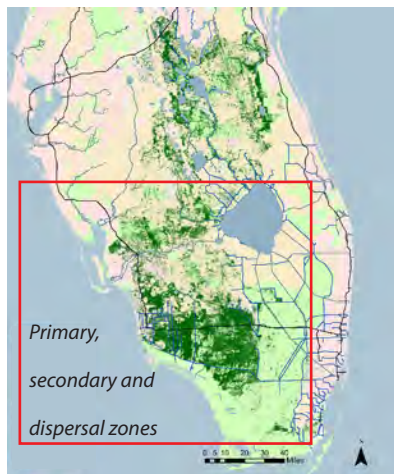 Primary,
secondary and
dispersal zones
0 5 10 20 30 40
Miles